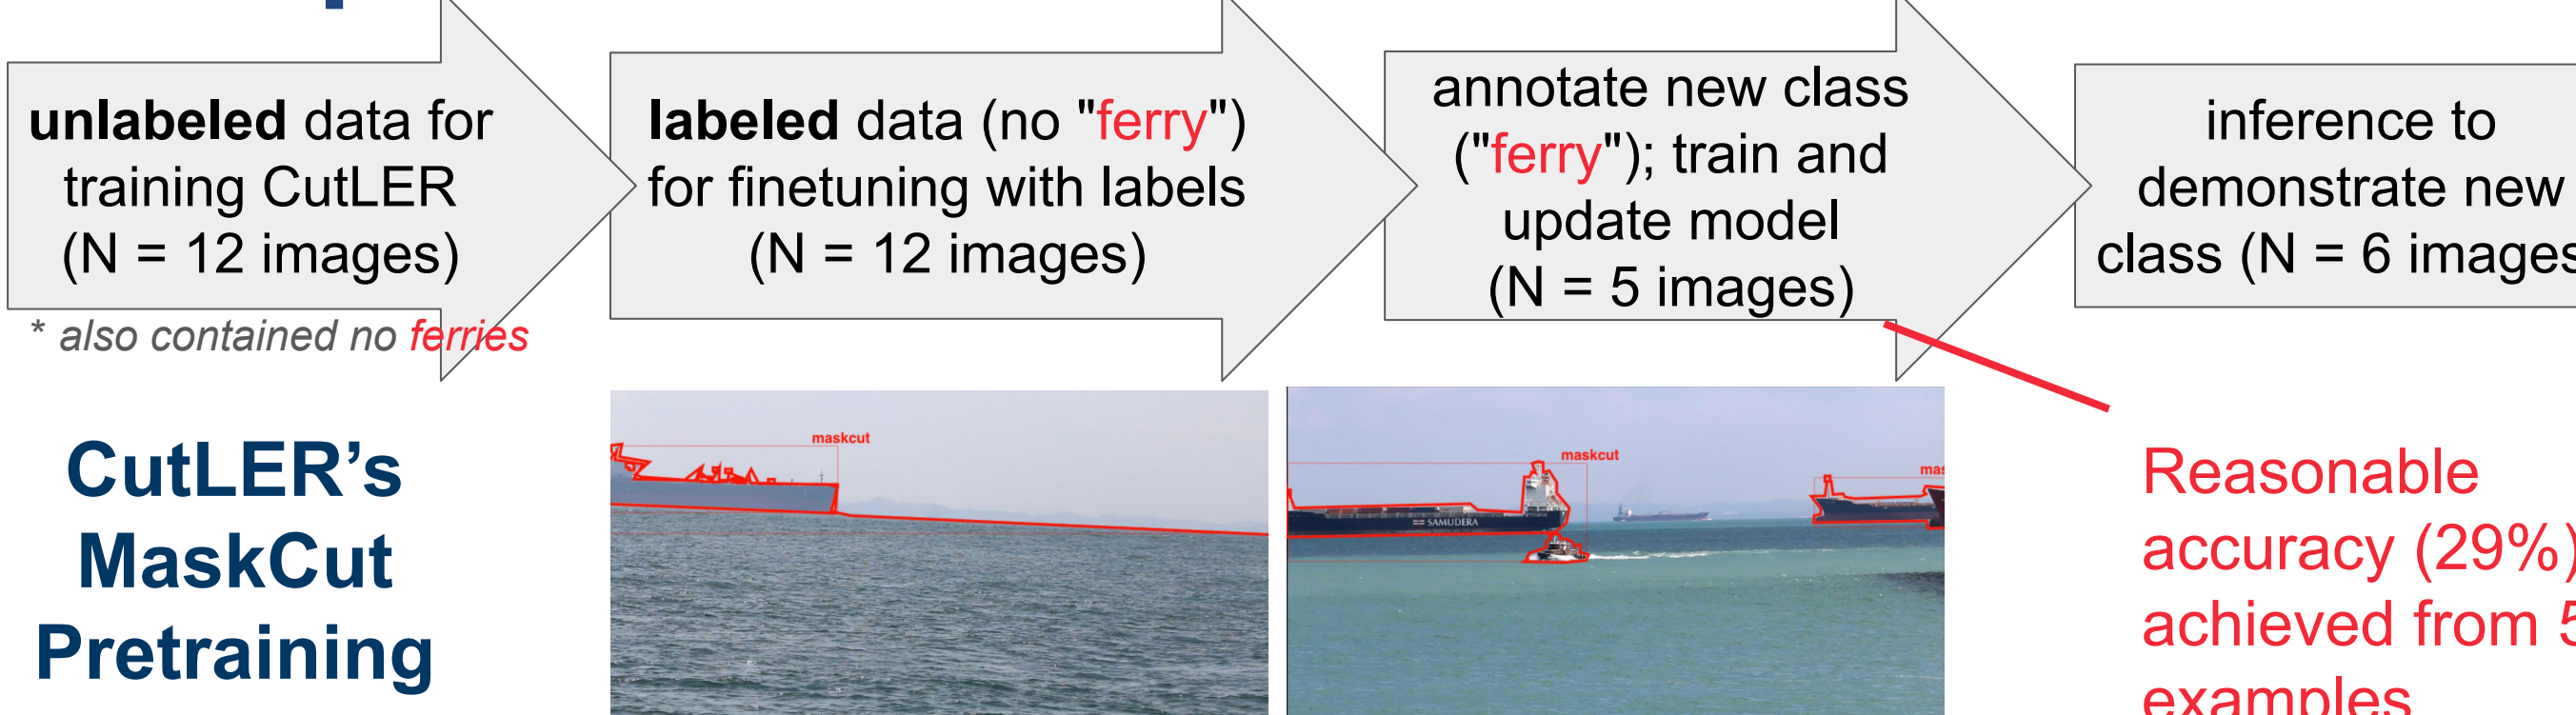 unlabeled data for
training CutLER
(N = 12 images)
* also contained no ferries
labeled data (no "ferry")
for finetuning with labels
(N = 12 images)
annotate new class
("ferry"); train and
update model
(N = 5 images)
inference to
demonstrate new
class (N = 6 images
CutLER's
MaskCut
Pretraining
maskcut
maskcut
SAMUDERA
mas
Reasonable
accuracy (29%)
achieved from 5
examples